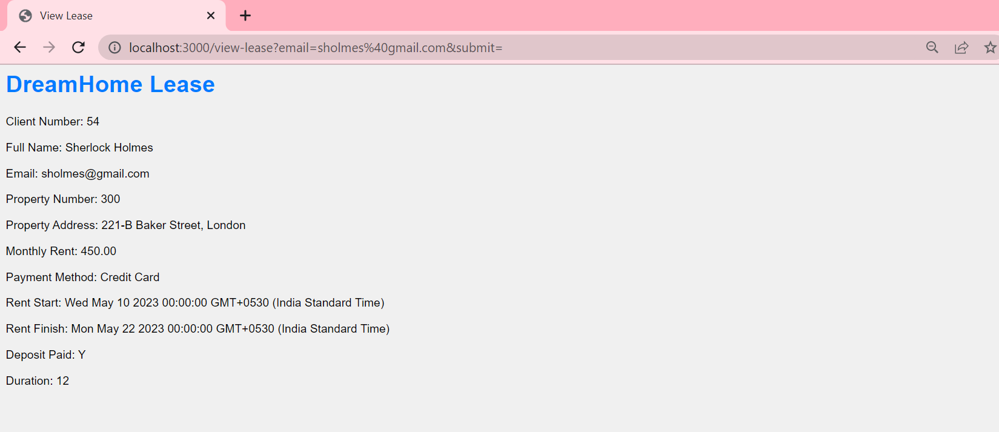 View Lease
localhost:3000/view-lease?email=sholmes%40gmail.com&submit=
DreamHome Lease
Client Number: 54
Full Name: Sherlock Holmes
Email: sholmes@gmail.com
Property Number: 300
Property Address: 221-B Baker Street, London
Monthly Rent: 450.00
Payment Method: Credit Card
Rent Start: Wed May 10 2023 00:00:00 GMT+0530 (India Standard Time)
Rent Finish: Mon May 22 2023 00:00:00 GMT+0530 (India Standard Time)
Deposit Paid: Y
Duration: 12